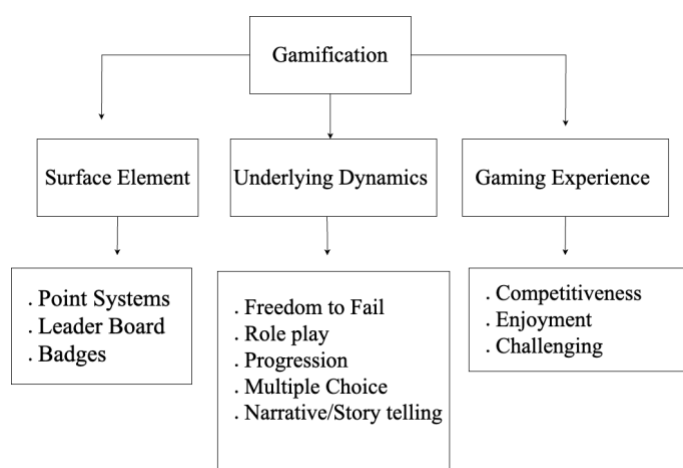 Gamification
Surface Element
Underlying Dynamics
Gaming Experience
. Point Systems
. Leader Board
. Badges
. Freedom to Fail
. Role play
. Progression
. Multiple Choice
. Narrative/Story telling
. Competitiveness
. Enjoyment
. Challenging